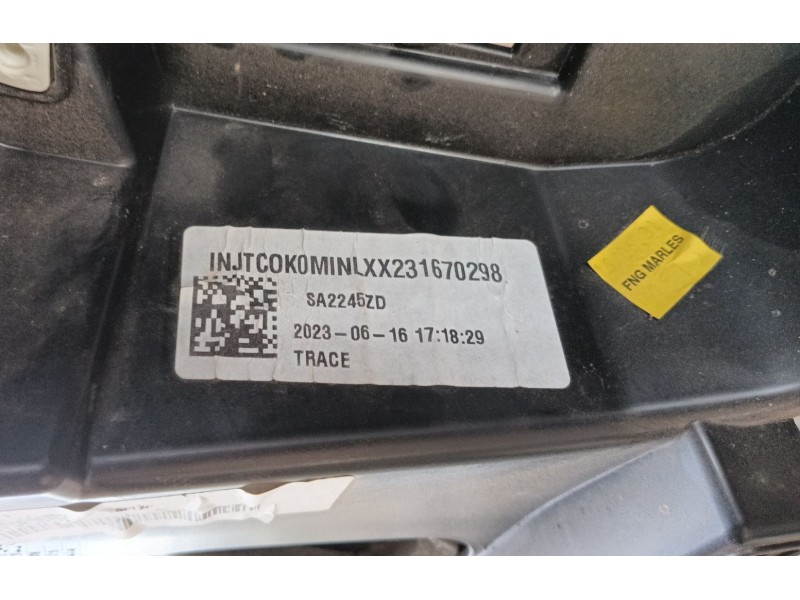 INJTCOK0MINLXX231670298
SA2245ZD
2023-06-16 17:18:29
TRACE
FNG MARLES